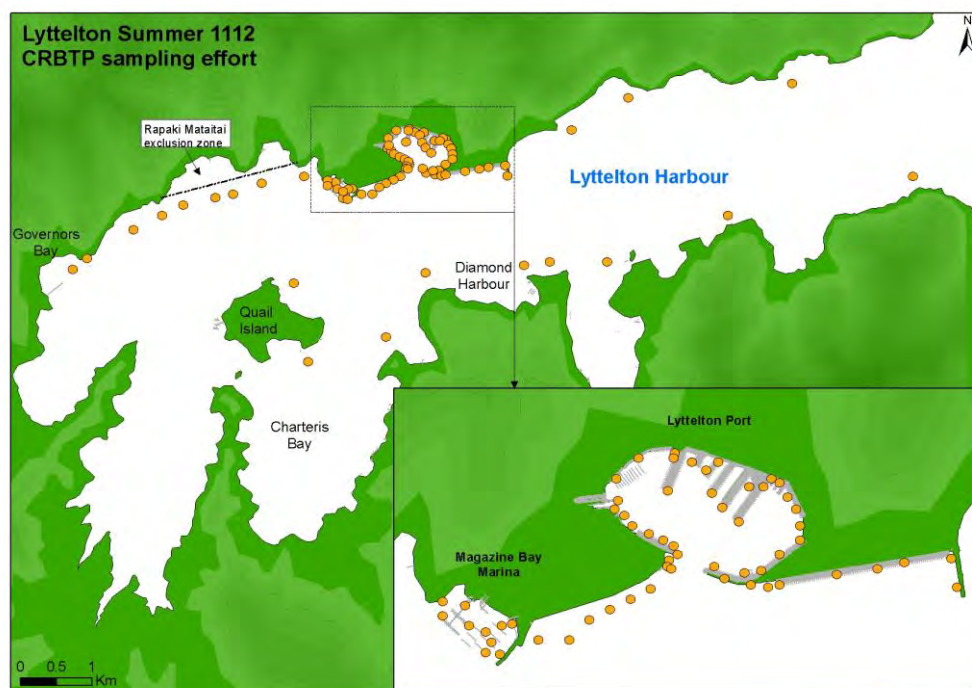 Lyttelton Summer 1112
CRBTP sampling effort
N
Rapaki Mataitai
exclusion zone
Lyttelton Harbour
Governors
Bay
Diamond
Harbour
Quail
Island
Charteris
Bay
Lyttelton Port
Magazine Bay
Marina
0 0.5 1
Km